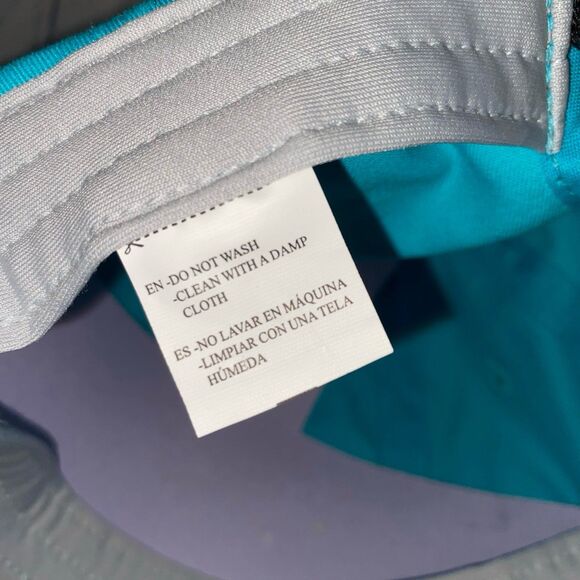 EN -DO NOT WASH
-CLEAN WITH A DAMP
CLOTH
ES -NO LAVAR EN MÁQUINA
-LIMPIAR CON UNA TELA
HÚMEDA